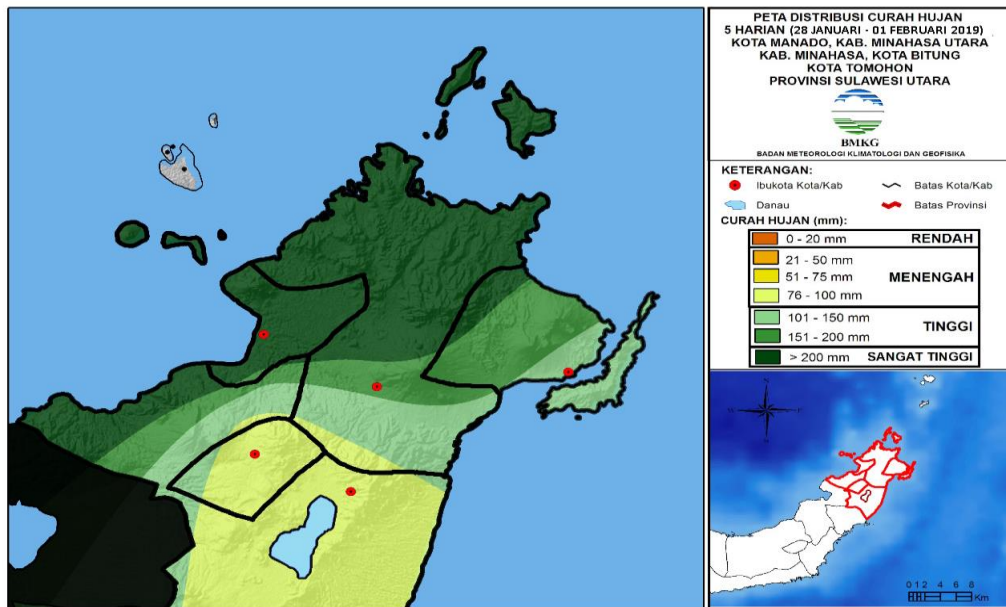 PETA DISTRIBUSI CURAH HUJAN
5 HARIAN (28 JANUARI - 01 FEBRUARI 2019)
KOTA MANADO, KAB. MINAHASA UTARA
KAB. MINAHASA, KOTA BITUNG
KOTA TOMOHON
PROVINSI SULAWESI UTARA
BMKG
BADAN METEOROLOGI KLIMATOLOGI DAN GEOFISIKA
KETERANGAN:
Ibukota Kota/Kab
Batas Kota/Kab
Danau
Batas Provinsi
CURAH HUJAN (mm):
0 - 20 mm
RENDAH
21 - 50 mm
51 - 75 mm
MENENGAH
76 - 100 mm
101 - 150 mm
TINGGI
151 - 200 mm
> 200 mm
SANGAT TINGGI
0 1 2 4 6 8
Km